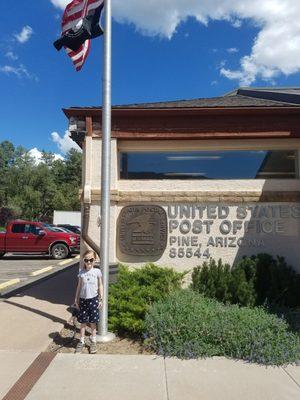 UNITED STATES
POST OFFICE
PINE, ARIZONA
85544